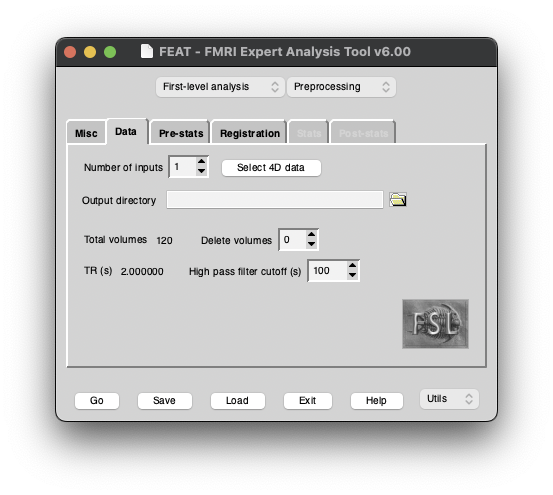 FEAT - FMRI Expert Analysis Tool v6.00
First-level analysis Preprocessing
Misc Data Pre-stats Registration Stats Post-stats
Number of inputs 1 Select 4D data
Output directory
Total volumes 120 Delete volumes 0
TR (s) 2.000000 High pass filter cutoff (s) 100
FSL
Go Save Load Exit Help Utils